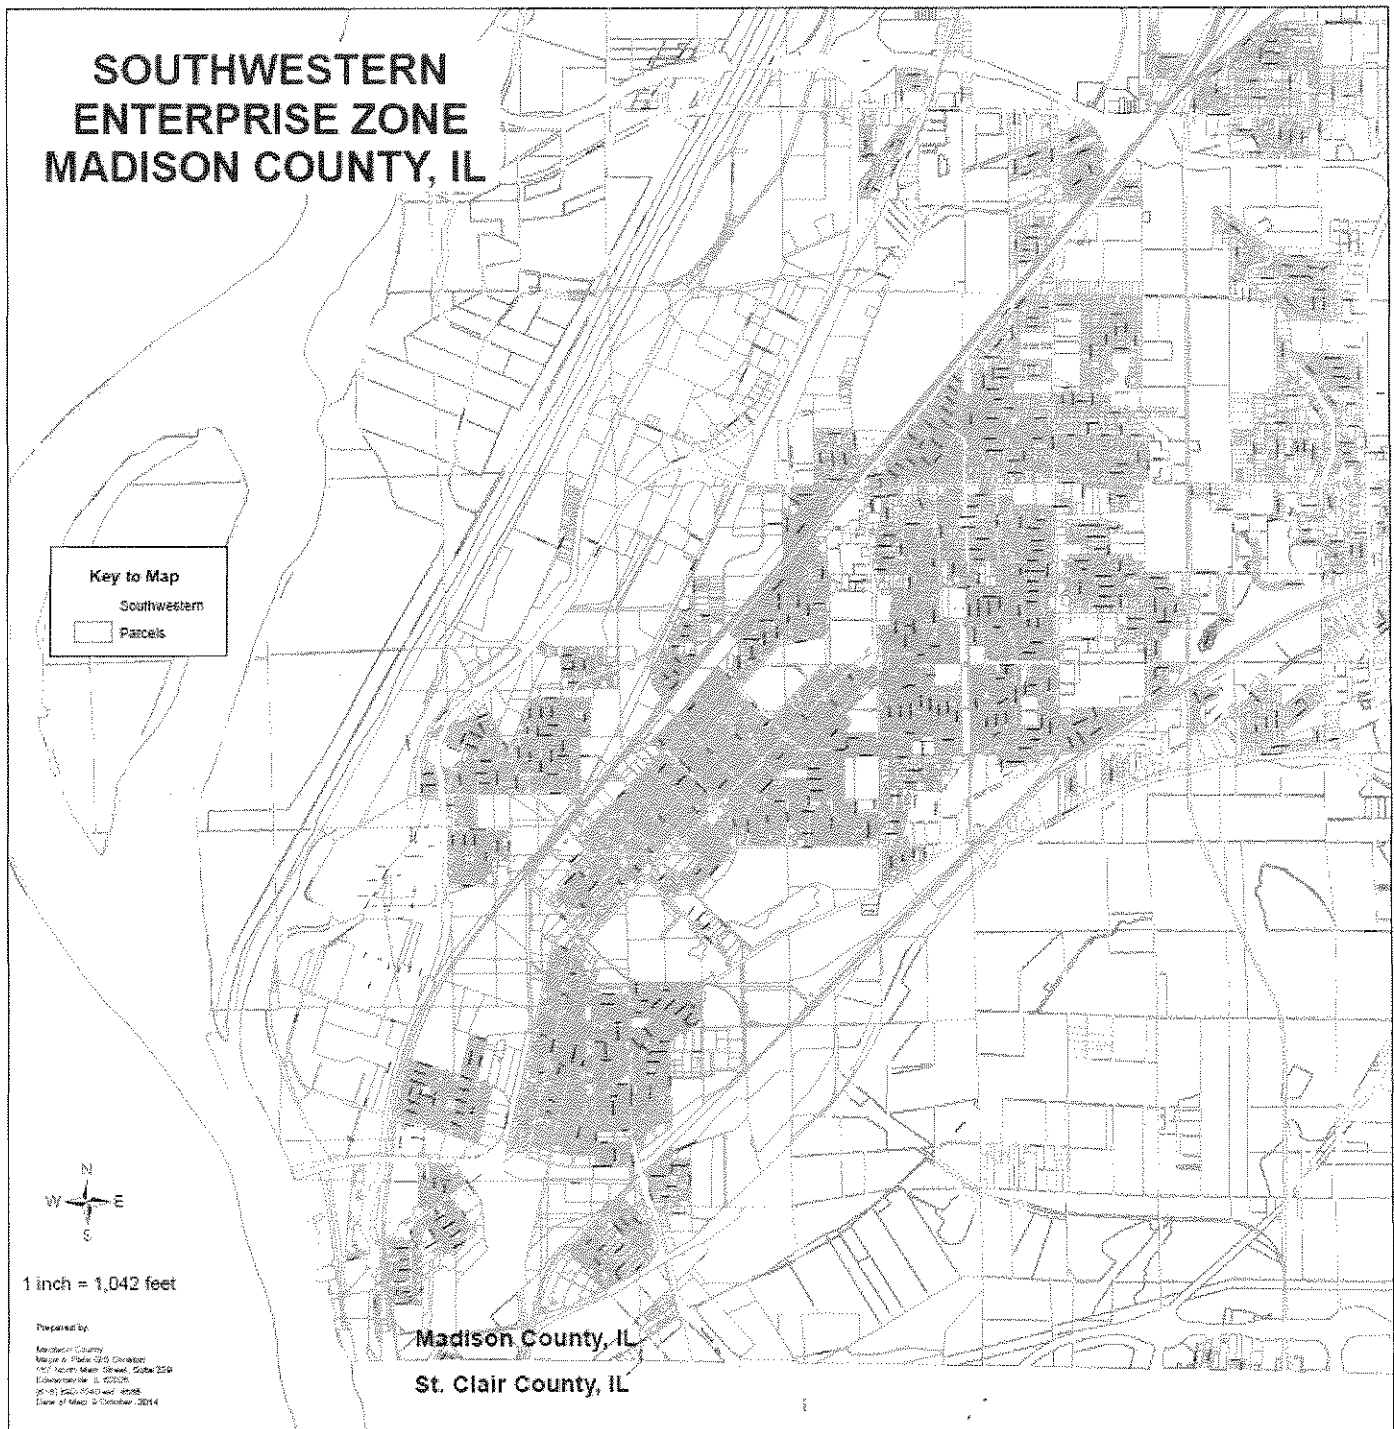 SOUTHWESTERN
ENTERPRISE ZONE
MADISON COUNTY, IL
Key to Map
Southwestern
Parcels
N
W E
S
1 inch = 1,042 feet
Prepared by
Madison County
Madison County, IL
St. Clair County, IL